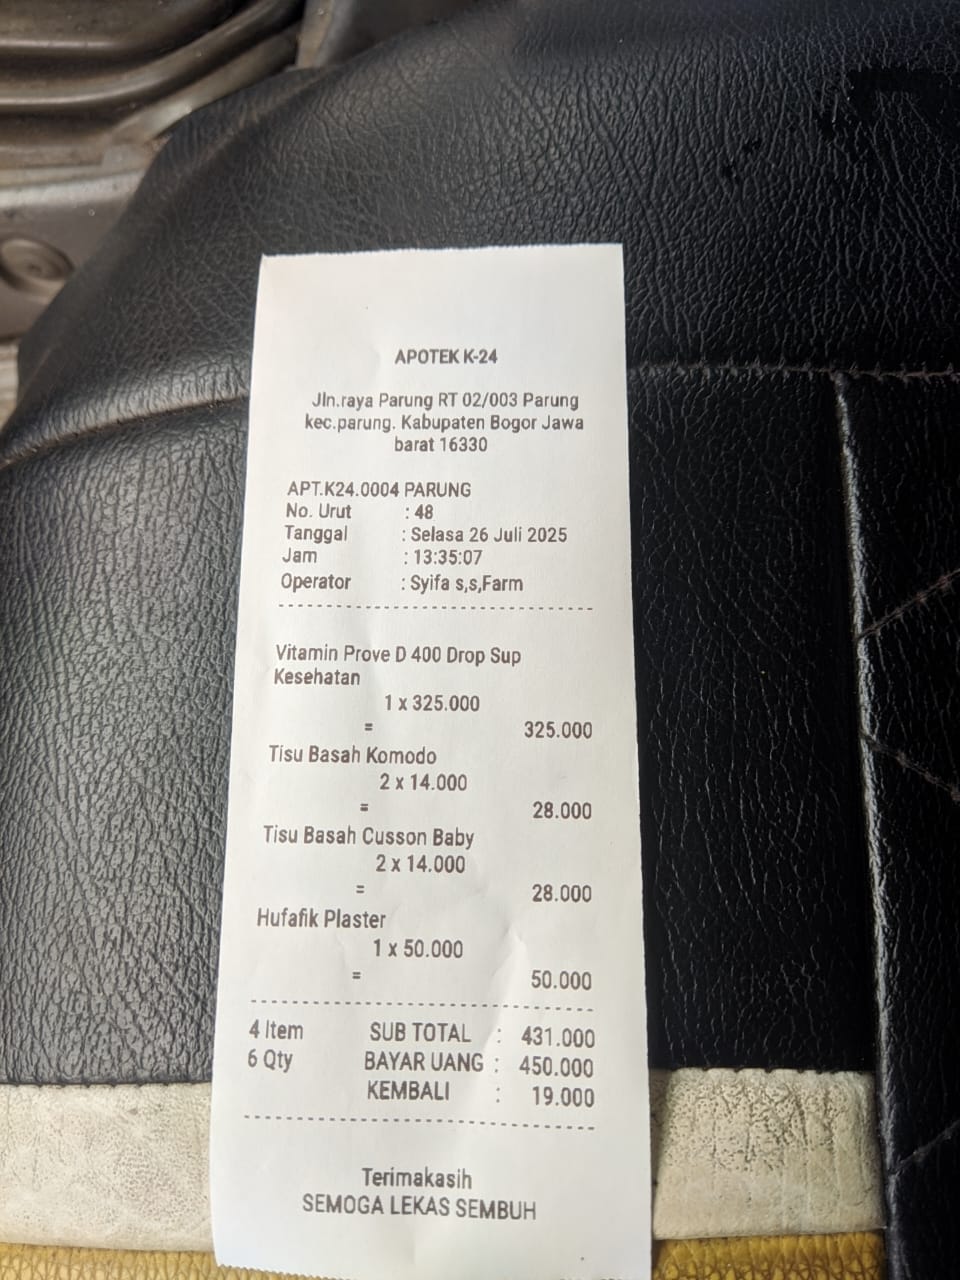 APOTEK K-24
Jln.raya Parung RT 02/003 Parung
kec.parung. Kabupaten Bogor Jawa
barat 16330
APT.K24.0004 PARUNG
No. Urut : 48
Tanggal : Selasa 26 Juli 2025
Jam : 13:35:07
Operator : Syifa s,s,Farm
Vitamin Prove D 400 Drop Sup
Kesehatan
1 x 325.000
= 325.000
Tisu Basah Komodo
2 x 14.000
= 28.000
Tisu Basah Cusson Baby
2 x 14.000
= 28.000
Hufafik Plaster
1 x 50.000
= 50.000
4 Item SUB TOTAL : 431.000
6 Qty BAYAR UANG : 450.000
KEMBALI : 19.000
Terimakasih
SEMOGA LEKAS SEMBUH